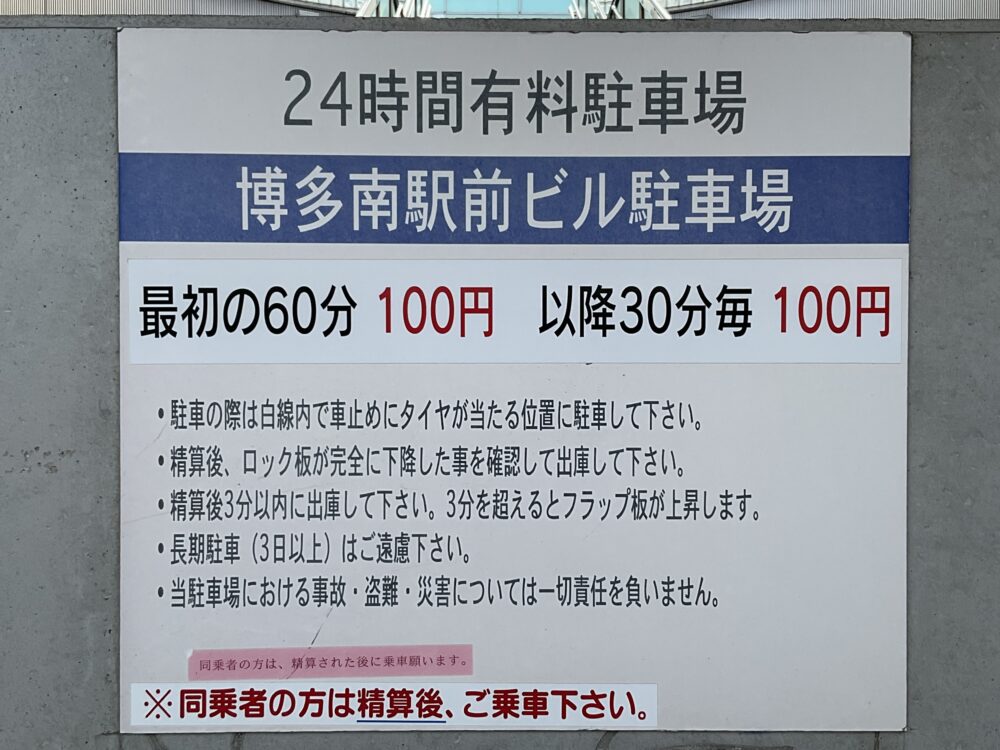 24時間有料駐車場
博多南駅前ビル駐車場
最初の60分 100円 以降30分毎 100円
・駐車の際は白線内で車止めにタイヤが当たる位置に駐車して下さい。
・精算後、ロック板が完全に下降した事を確認して出庫して下さい。
・精算後3分以内に出庫して下さい。3分を超えるとフラップ板が上昇します。
・長期駐車（3日以上）はご遠慮下さい。
・当駐車場における事故・盗難・災害については一切責任を負いません。
同乗者の方は、精算された後に乗車願います。
※同乗者の方は精算後、ご乗車下さい。